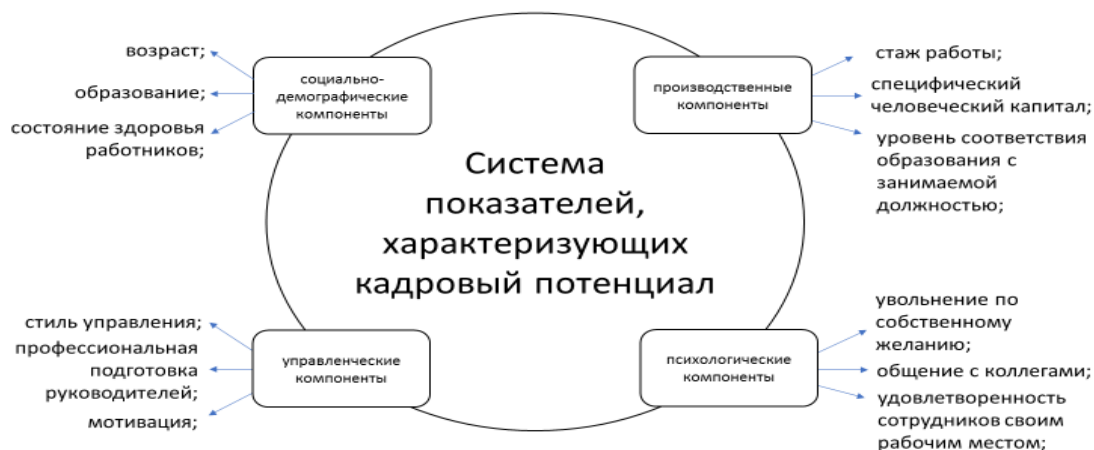 возраст;
образование;
состояние здоровья
работников;
социально-
демографические
компоненты
производственные
компоненты
стаж работы;
специфический
человеческий капитал;
уровень соответствия
образования с
занимаемой
должностью;
Система
показателей,
характеризующих
кадровый потенциал
стиль управления;
профессиональная
подготовка
руководителей;
мотивация;
управленческие
компоненты
психологические
компоненты
увольнение по
собственному
желанию;
общение с коллегами;
удовлетворенность
сотрудников своим
рабочим местом;